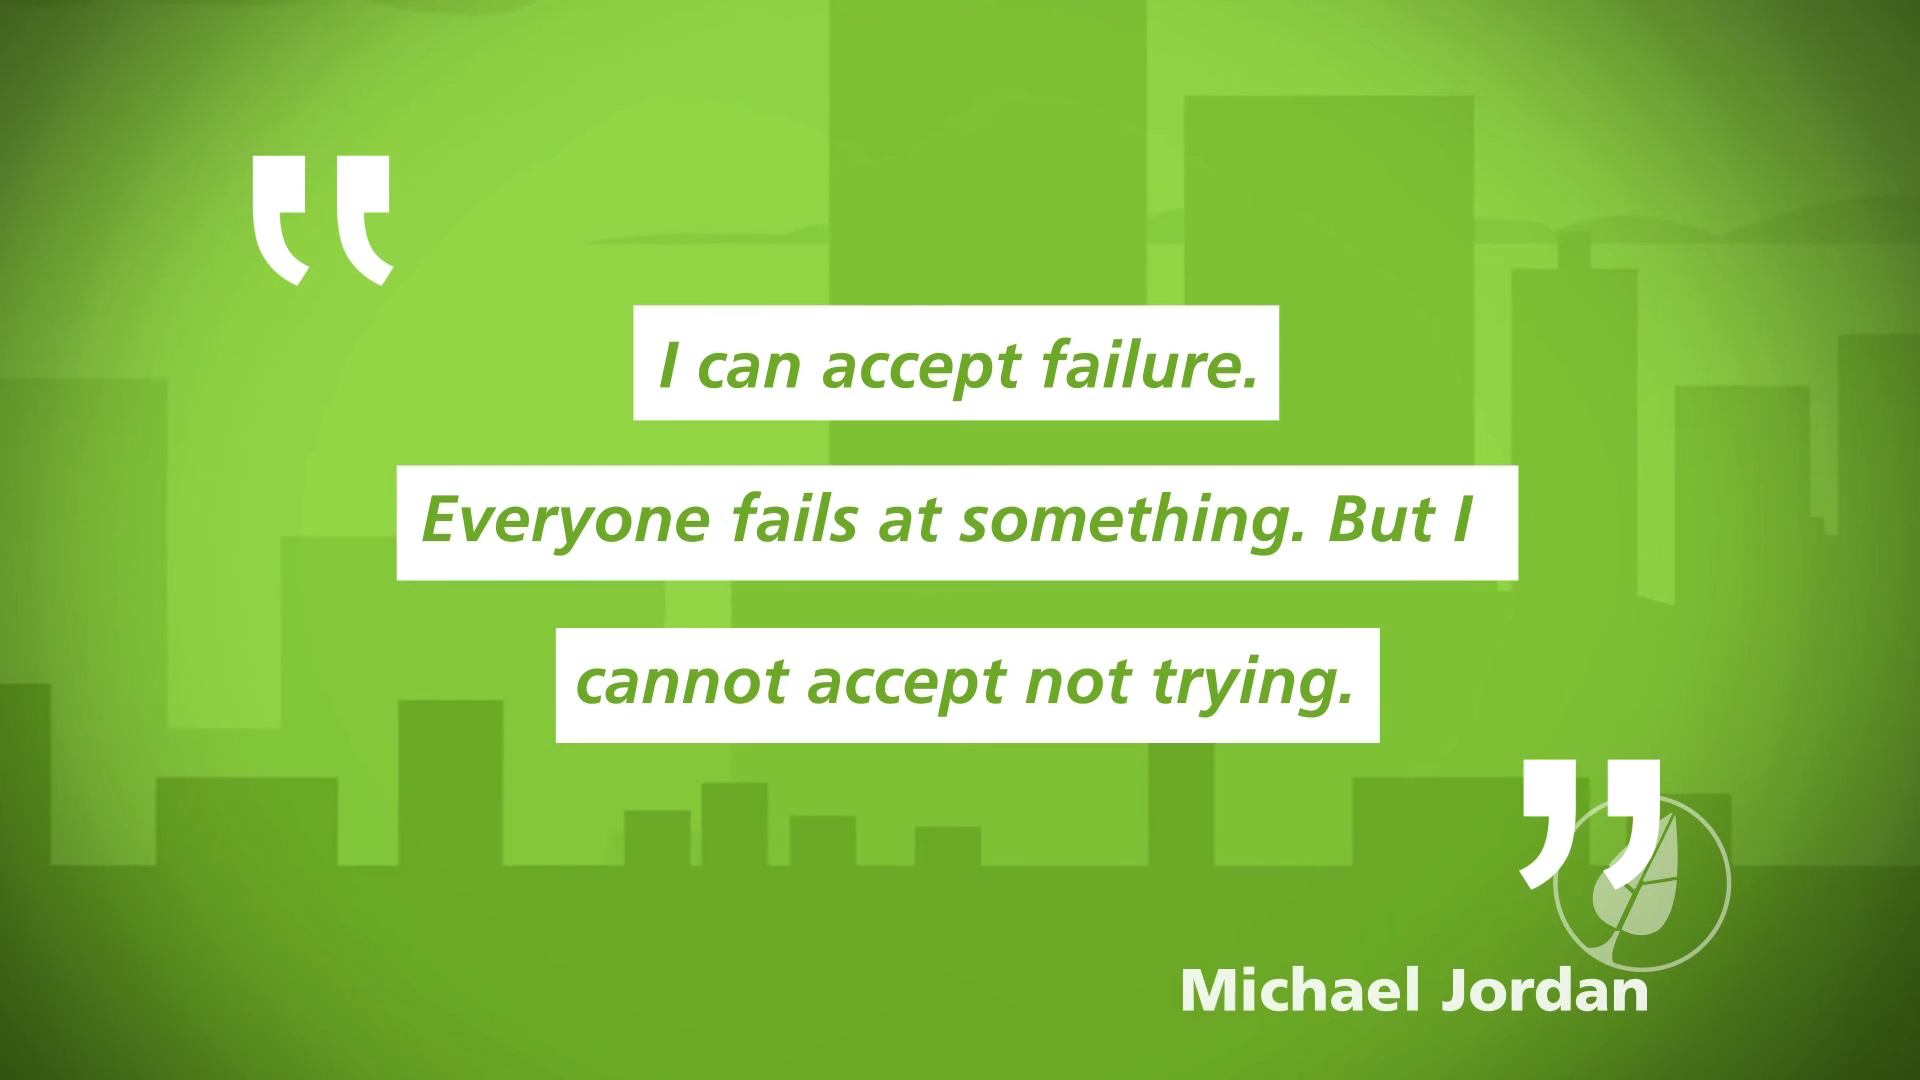 “
I can accept failure.
Everyone fails at something. But I
cannot accept not trying.
”
Michael Jordan